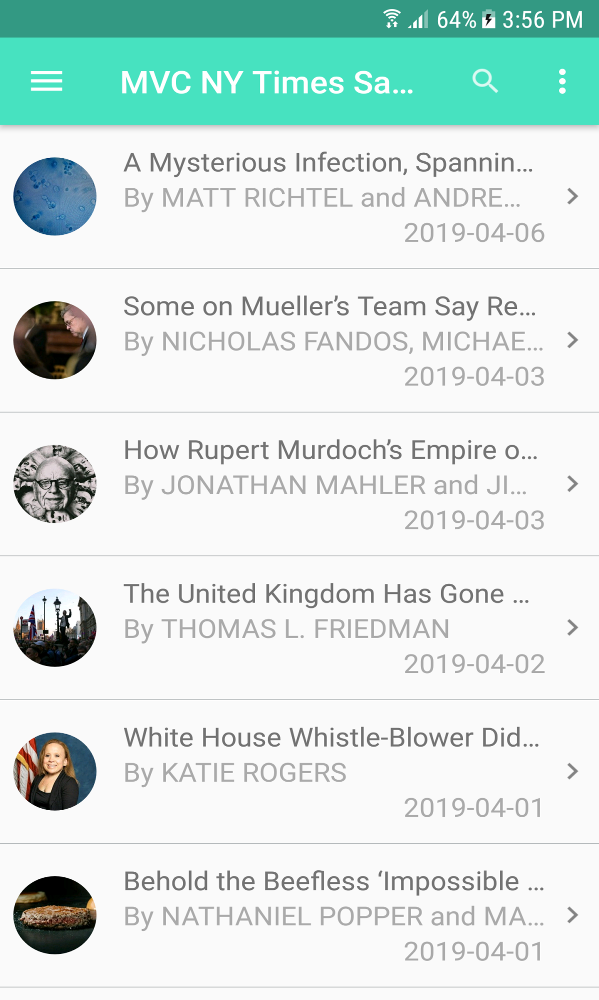 64% 3:56 PM
MVC NY Times Sa...
A Mysterious Infection, Spannin...
By MATT RICHTEL and ANDRE...
2019-04-06
Some on Mueller’s Team Say Re...
By NICHOLAS FANDOS, MICHAE...
2019-04-03
How Rupert Murdoch’s Empire o...
By JONATHAN MAHLER and JI...
2019-04-03
The United Kingdom Has Gone ...
By THOMAS L. FRIEDMAN
2019-04-02
White House Whistle-Blower Did...
By KATIE ROGERS
2019-04-01
Behold the Beefless ‘Impossible ...
By NATHANIEL POPPER and MA...
2019-04-01